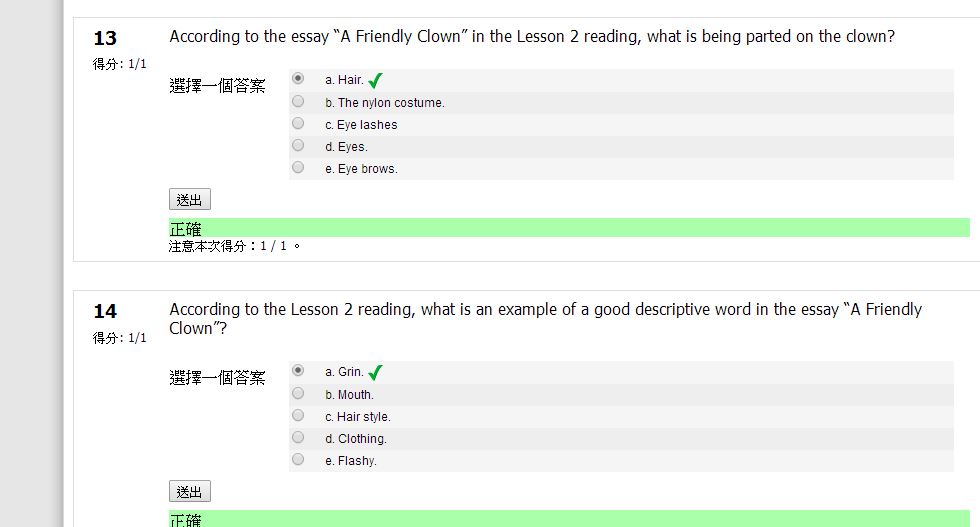 13
According to the essay “A Friendly Clown” in the Lesson 2 reading, what is being parted on the clown?
得分: 1/1
選擇一個答案
a. Hair.
b. The nylon costume.
c. Eye lashes
d. Eyes.
e. Eye brows.
送出
正確
注意本次得分：1 / 1 。
14
According to the Lesson 2 reading, what is an example of a good descriptive word in the essay “A Friendly
Clown”?
得分: 1/1
選擇一個答案
a. Grin.
b. Mouth.
c. Hair style.
d. Clothing.
e. Flashy.
送出
正確